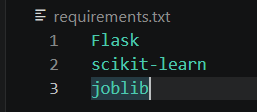 requirements.txt
1 Flask
2 scikit-learn
3 joblib